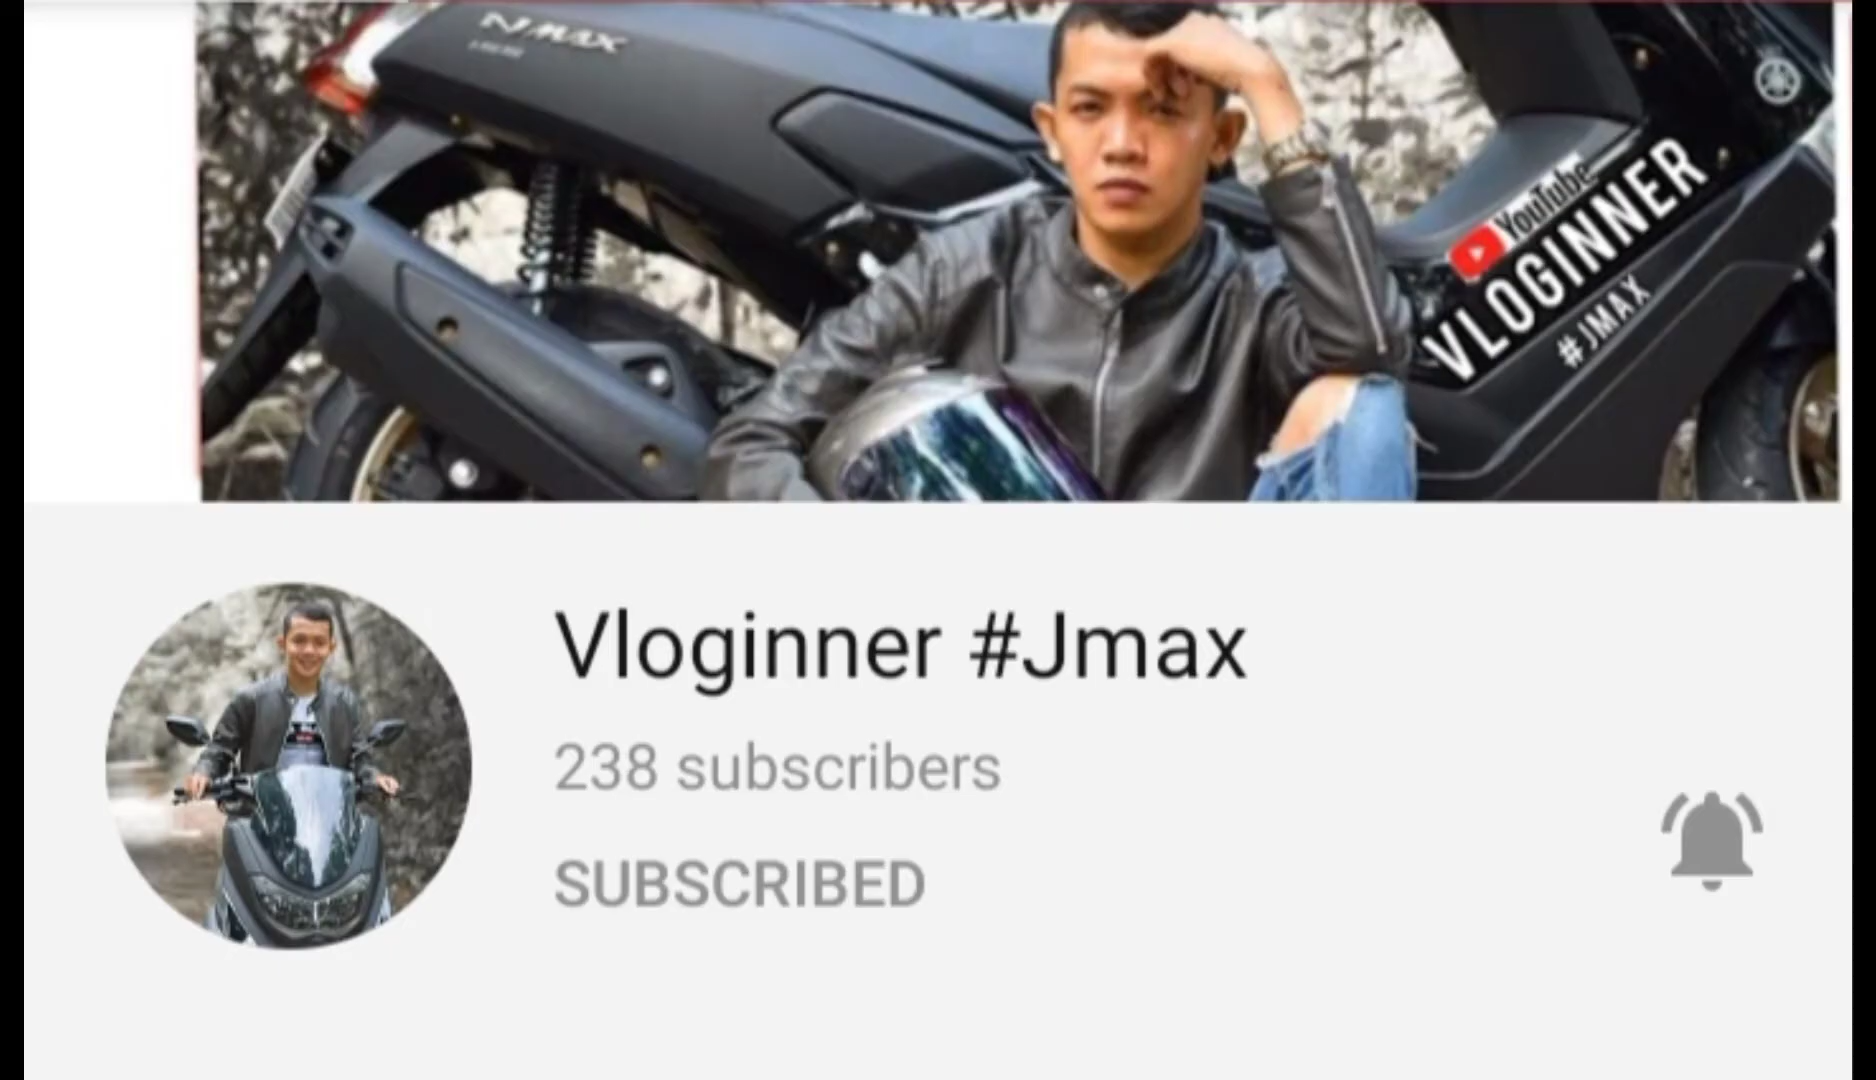 NMAX
YouTube
VLOGINNER
#JMAX
Vloginner #Jmax
238 subscribers
SUBSCRIBED